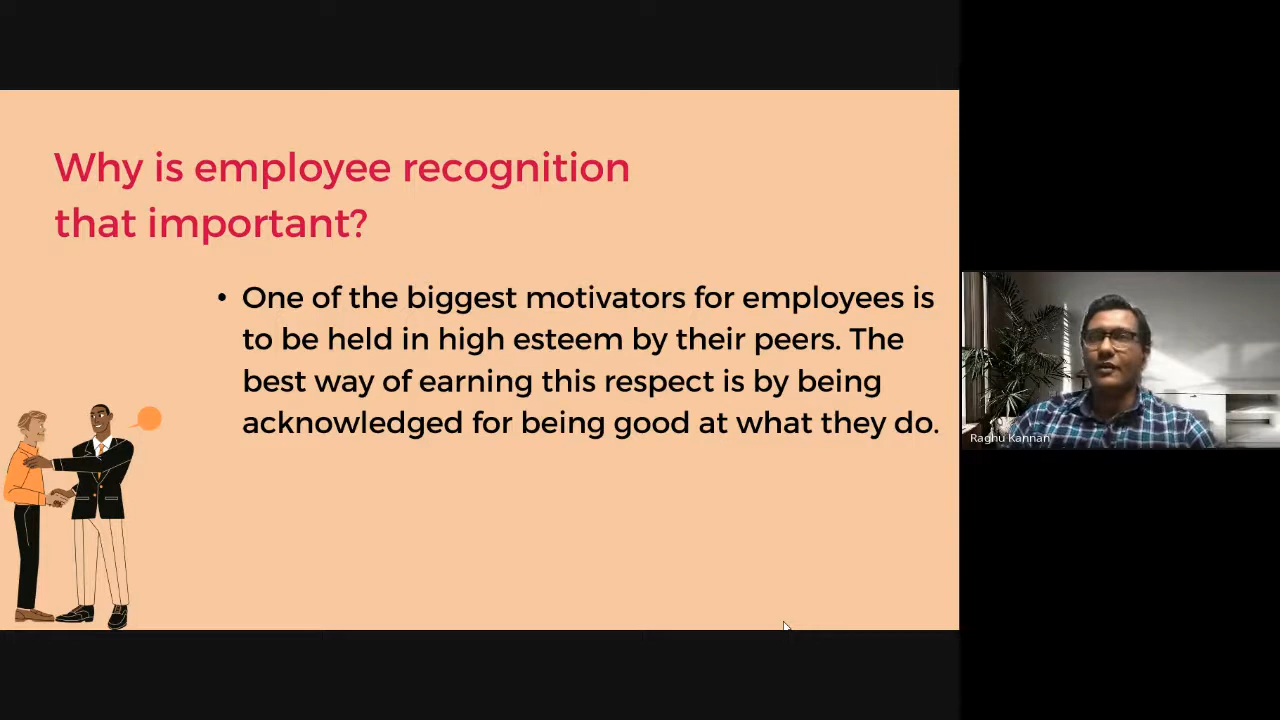 Why is employee recognition
that important?
• One of the biggest motivators for employees is
to be held in high esteem by their peers. The
best way of earning this respect is by being
acknowledged for being good at what they do.
Raghu Kannan